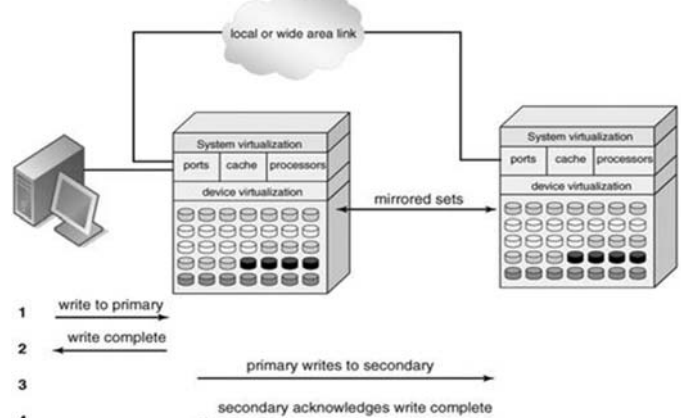 local or wide area link
System virtualization
ports cache processors
device virtualization
System virtualization
ports cache processors
device virtualization
mirrored sets
1 write to primary
2 write complete
3 primary writes to secondary
secondary acknowledges write complete